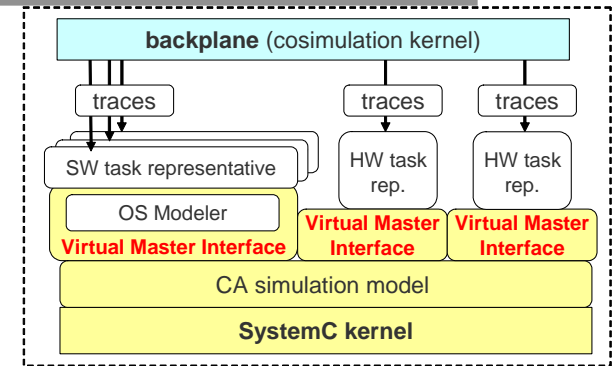 backplane (cosimulation kernel)
traces
traces
traces
SW task representative
HW task
rep.
HW task
rep.
OS Modeler
Virtual Master Interface
Virtual Master
Interface
Virtual Master
Interface
CA simulation model
SystemC kernel